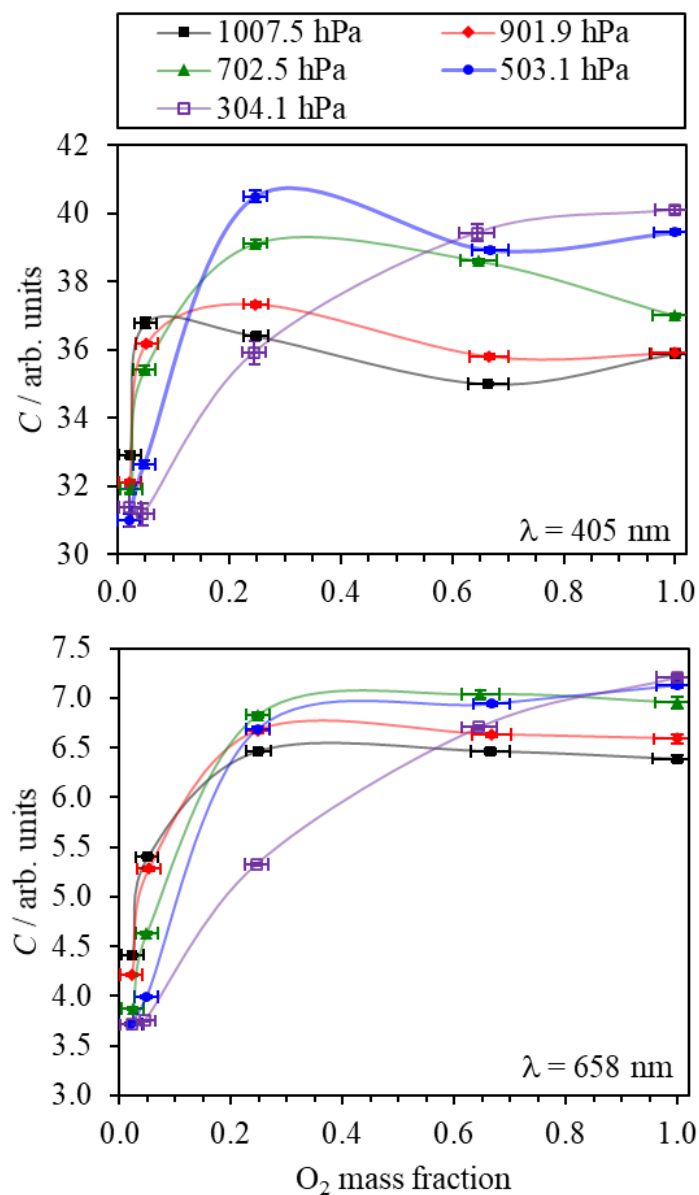 1007.5 hPa 901.9 hPa
702.5 hPa 503.1 hPa
304.1 hPa
42
40
38
36
34
32
30
C / arb. units
λ = 405 nm
0.0 0.2 0.4 0.6 0.8 1.0
7.5
7.0
6.5
6.0
5.5
5.0
4.5
4.0
3.5
3.0
C / arb. units
λ = 658 nm
0.0 0.2 0.4 0.6 0.8 1.0
O₂ mass fraction